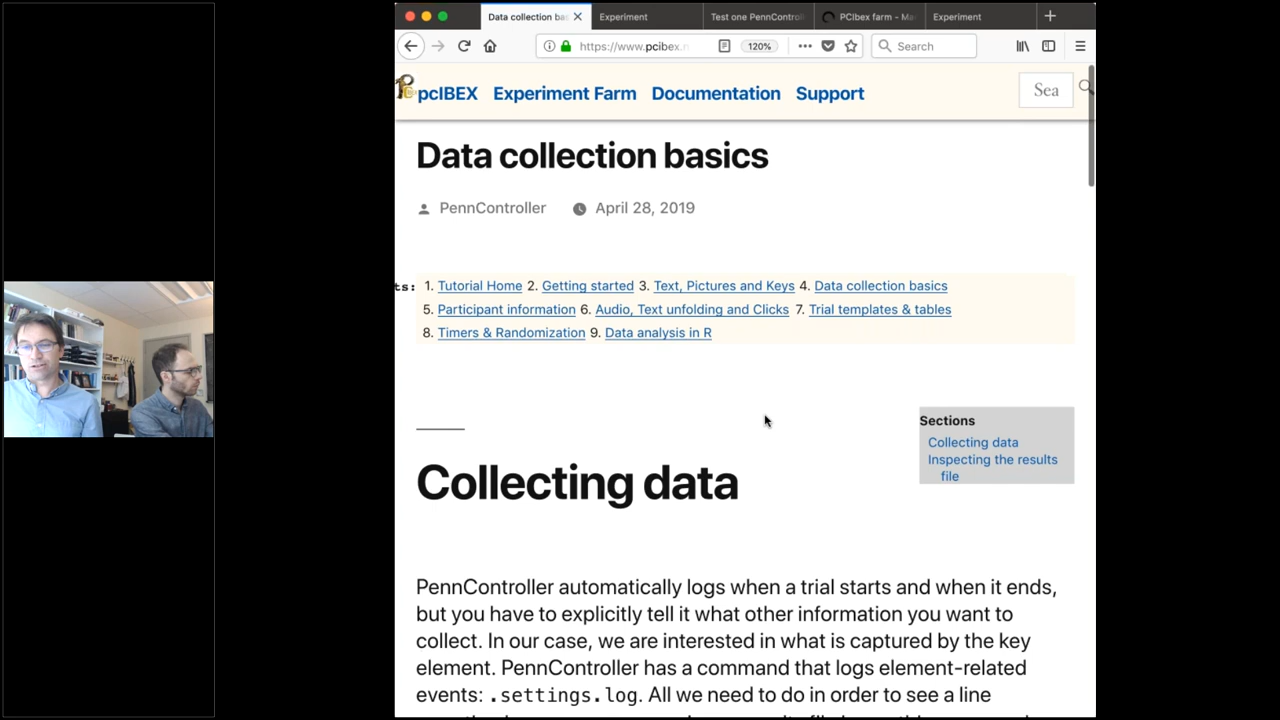 Data collection bas
Experiment
Test one PennControl
PCIbex farm - Ma
Experiment
https://www.pcibex.n
120%
Search
pcIBEX Experiment Farm Documentation Support
Sea
Data collection basics
PennController April 28, 2019
ts: 1. Tutorial Home 2. Getting started 3. Text, Pictures and Keys 4. Data collection basics
5. Participant information 6. Audio, Text unfolding and Clicks 7. Trial templates & tables
8. Timers & Randomization 9. Data analysis in R
Sections
Collecting data
Inspecting the results
file
Collecting data
PennController automatically logs when a trial starts and when it ends,
but you have to explicitly tell it what other information you want to
collect. In our case, we are interested in what is captured by the key
element. PennController has a command that logs element-related
events: .settings.log. All we need to do in order to see a line